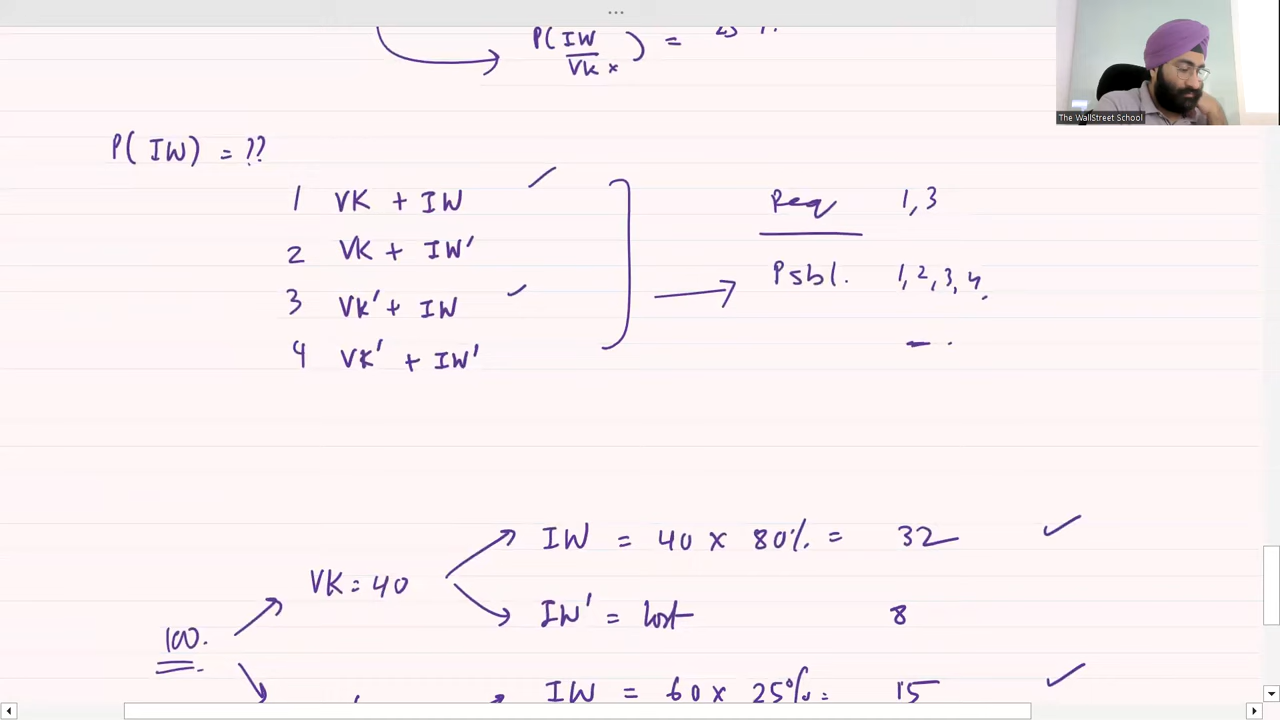 P(IW/VKx) =
The WallStreet School
P(IW) = ??
1 VK + IW ✓
2 VK + IW'
3 VK' + IW ✓
4 VK' + IW'
Req 1,3
Psbl. 1,2,3,4.
IW = 40 x 80% = 32 ✓
VK = 40
IW' = lost 8
100.
IW = 60 x 25% = 15 ✓